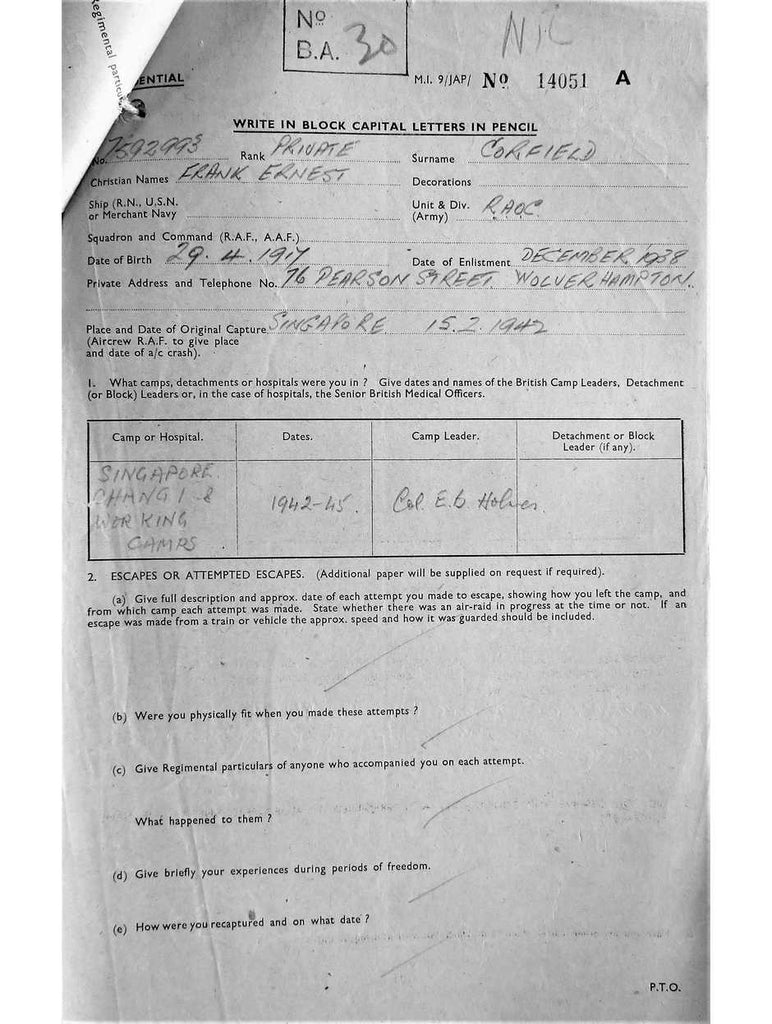 Regimental particu
ENTIAL
No
B.A. 30
NIL
M.I. 9/JAP/ No 14051 A
WRITE IN BLOCK CAPITAL LETTERS IN PENCIL
No. 7592993 Rank PRIVATE Surname CORFIELD
Christian Names FRANK ERNEST Decorations
Ship (R.N., U.S.N. or Merchant Navy
Unit & Div. (Army) RAOC
Squadron and Command (R.A.F., A.A.F.)
Date of Birth 29.4.1917 Date of Enlistment DECEMBER 1938
Private Address and Telephone No. 76 PEARSON STREET. WOLVERHAMPTON.
Place and Date of Original Capture SINGAPORE 15.2.1942
(Aircrew R.A.F. to give place
and date of a/c crash).
1. What camps, detachments or hospitals were you in ? Give dates and names of the British Camp Leaders, Detachment
(or Block) Leaders or, in the case of hospitals, the Senior British Medical Officers.
Camp or Hospital. Dates. Camp Leader. Detachment or Block
Leader (if any).
SINGAPORE
CHANGI &
WORKING
CAMPS
1942-45. Col. E.B. Holmes.
2. ESCAPES OR ATTEMPTED ESCAPES. (Additional paper will be supplied on request if required).
(a) Give full description and approx. date of each attempt you made to escape, showing how you left the camp, and
from which camp each attempt was made. State whether there was an air-raid in progress at the time or not. If an
escape was made from a train or vehicle the approx. speed and how it was guarded should be included.
(b) Were you physically fit when you made these attempts ?
(c) Give Regimental particulars of anyone who accompanied you on each attempt.
What happened to them ?
(d) Give briefly your experiences during periods of freedom.
(e) How were you recaptured and on what date ?
P.T.O.